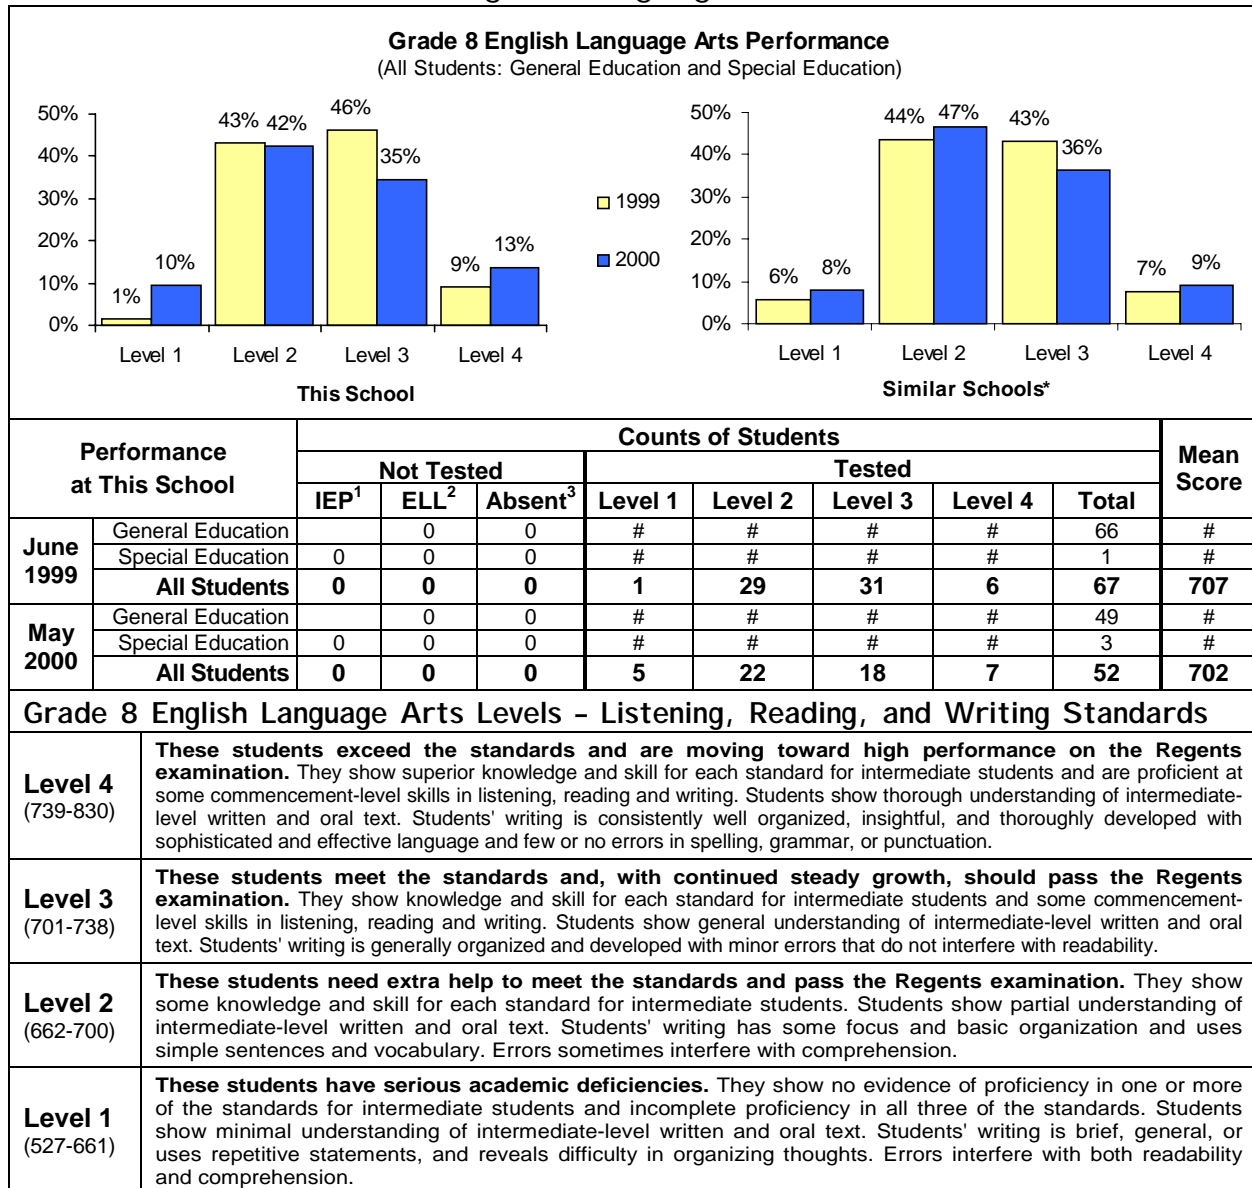 Grade 8 English Language Arts Performance
(All Students: General Education and Special Education)
50%
40%
30%
20%
10%
0%
1%
10%
43%
42%
46%
35%
9%
13%
Level 1
Level 2
Level 3
Level 4
This School
1999
2000
50%
40%
30%
20%
10%
0%
6%
8%
44%
47%
43%
36%
7%
9%
Level 1
Level 2
Level 3
Level 4
Similar Schools*
Performance
at This School
Counts of Students
Mean
Score
Not Tested
Tested
IEP1 ELL2 Absent3 Level 1 Level 2 Level 3 Level 4 Total
June
1999
General Education 0 0 # # # # 66 #
Special Education 0 0 0 # # # # 1 #
All Students 0 0 0 1 29 31 6 67 707
May
2000
General Education 0 0 # # # # 49 #
Special Education 0 0 0 # # # # 3 #
All Students 0 0 0 5 22 18 7 52 702
Grade 8 English Language Arts Levels – Listening, Reading, and Writing Standards
Level 4
(739-830)
These students exceed the standards and are moving toward high performance on the Regents
examination. They show superior knowledge and skill for each standard for intermediate students and are proficient at
some commencement-level skills in listening, reading and writing. Students show thorough understanding of intermediate-
level written and oral text. Students' writing is consistently well organized, insightful, and thoroughly developed with
sophisticated and effective language and few or no errors in spelling, grammar, or punctuation.
Level 3
(701-738)
These students meet the standards and, with continued steady growth, should pass the Regents
examination. They show knowledge and skill for each standard for intermediate students and some commencement-
level skills in listening, reading and writing. Students show general understanding of intermediate-level written and oral
text. Students' writing is generally organized and developed with minor errors that do not interfere with readability.
Level 2
(662-700)
These students need extra help to meet the standards and pass the Regents examination. They show
some knowledge and skill for each standard for intermediate students. Students show partial understanding of
intermediate-level written and oral text. Students' writing has some focus and basic organization and uses
simple sentences and vocabulary. Errors sometimes interfere with comprehension.
Level 1
(527-661)
These students have serious academic deficiencies. They show no evidence of proficiency in one or more
of the standards for intermediate students and incomplete proficiency in all three of the standards. Students
show minimal understanding of intermediate-level written and oral text. Students' writing is brief, general, or
uses repetitive statements, and reveals difficulty in organizing thoughts. Errors interfere with both readability
and comprehension.